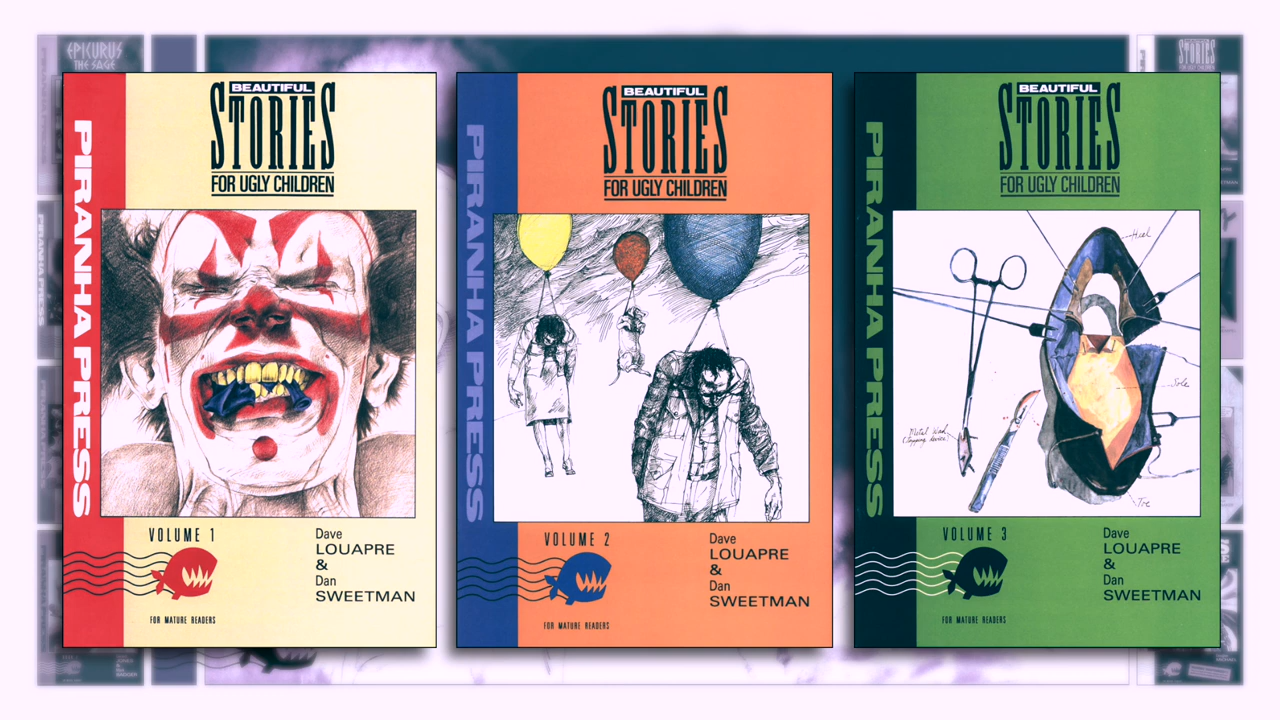 EPICURUS
THE SAGE
PIRANHA PRESS
BEAUTIFUL
STORIES
FOR UGLY CHILDREN
VOLUME 1
FOR MATURE READERS
Dave
LOUAPRE
&
Dan
SWEETMAN
PIRANHA PRESS
BEAUTIFUL
STORIES
FOR UGLY CHILDREN
VOLUME 2
FOR MATURE READERS
Dave
LOUAPRE
&
Dan
SWEETMAN
PIRANHA PRESS
BEAUTIFUL
STORIES
FOR UGLY CHILDREN
Heel
Sole
Toe
VOLUME 3
FOR MATURE READERS
Dave
LOUAPRE
&
Dan
SWEETMAN
STORIES